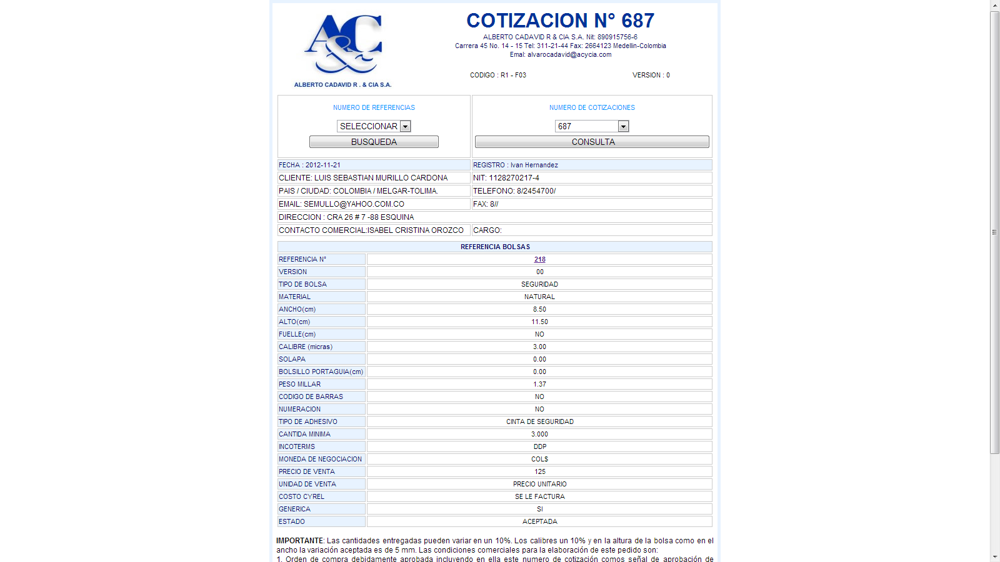 A&C
ALBERTO CADAVID R . & CIA S.A.
COTIZACION N° 687
ALBERTO CADAVID R & CIA S.A. Nit: 890915756-6
Carrera 45 No. 14 - 15 Tel: 311-21-44 Fax: 2664123 Medellin-Colombia
Emal: alvarocadavid@acycia.com
CODIGO : R1 - F03 VERSION : 0
NUMERO DE REFERENCIAS NUMERO DE COTIZACIONES
SELECCIONAR 687
BUSQUEDA CONSULTA
FECHA : 2012-11-21 REGISTRO : Ivan Hernandez
CLIENTE: LUIS SEBASTIAN MURILLO CARDONA NIT: 1128270217-4
PAIS / CIUDAD: COLOMBIA / MELGAR-TOLIMA. TELEFONO: 8/2454700/
EMAIL: SEMULLO@YAHOO.COM.CO FAX: 8//
DIRECCION : CRA 26 # 7 -88 ESQUINA
CONTACTO COMERCIAL:ISABEL CRISTINA OROZCO CARGO:
REFERENCIA BOLSAS
REFERENCIA N° 218
VERSION 00
TIPO DE BOLSA SEGURIDAD
MATERIAL NATURAL
ANCHO(cm) 8.50
ALTO(cm) 11.50
FUELLE(cm) NO
CALIBRE (micras) 3.00
SOLAPA 0.00
BOLSILLO PORTAGUIA(cm) 0.00
PESO MILLAR 1.37
CODIGO DE BARRAS NO
NUMERACION NO
TIPO DE ADHESIVO CINTA DE SEGURIDAD
CANTIDA MINIMA 3.000
INCOTERMS DDP
MONEDA DE NEGOCIACION COL$
PRECIO DE VENTA 125
UNIDAD DE VENTA PRECIO UNITARIO
COSTO CYREL SE LE FACTURA
GENERICA SI
ESTADO ACEPTADA
IMPORTANTE: Las cantidades entregadas pueden variar en un 10%. Los calibres un 10% y en la altura de la bolsa como en el
ancho la variación aceptada es de 5 mm. Las condiciones comerciales para la elaboración de este pedido son:
1. Orden de compra debidamente aprobada incluyendo en ella este numero de cotización comos señal de aprobación de